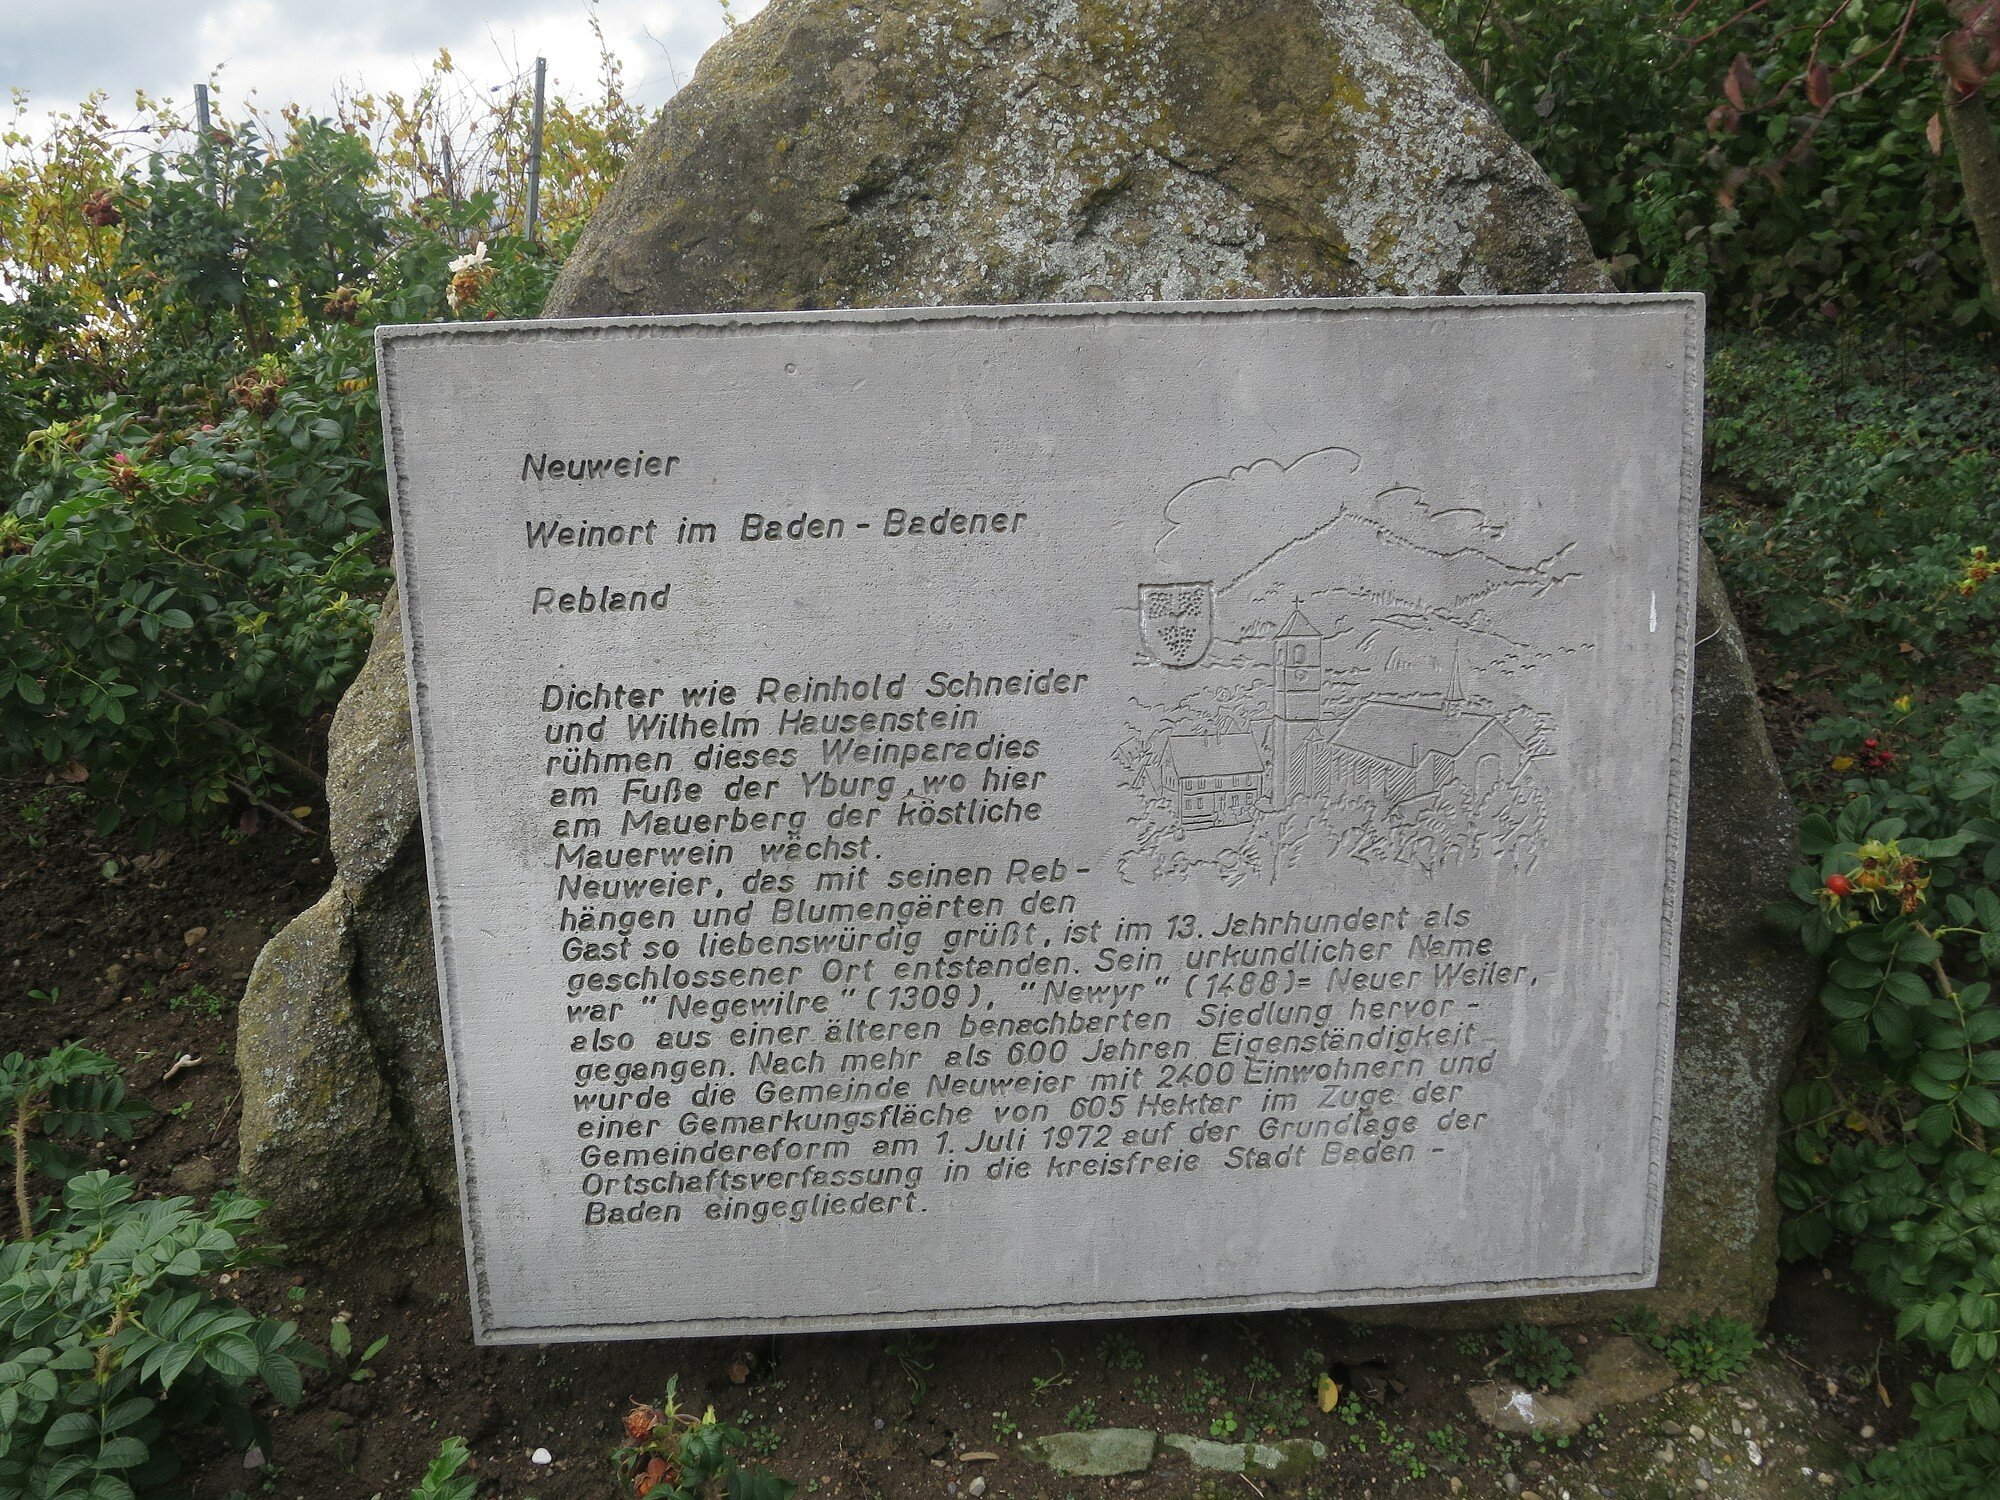 Neuweier
Weinort im Baden - Badener
Rebland
Dichter wie Reinhold Schneider
und Wilhelm Hausenstein
rühmen dieses Weinparadies
am Fuße der Yburg, wo hier
am Mauerberg der köstliche
Mauerwein wächst.
Neuweier, das mit seinen Reb -
hängen und Blumengärten den
Gast so liebenswürdig grüßt, ist im 13. Jahrhundert als
geschlossener Ort entstanden. Sein urkundlicher Name
war "Negewilre" (1309), "Newyr" (1488)= Neuer Weiler,
also aus einer älteren benachbarten Siedlung hervor -
gegangen. Nach mehr als 600 Jahren Eigenständigkeit
wurde die Gemeinde Neuweier mit 2400 Einwohnern und
einer Gemarkungsfläche von 605 Hektar im Zuge der
Gemeindereform am 1. Juli 1972 auf der Grundlage der
Ortschaftsverfassung in die kreisfreie Stadt Baden -
Baden eingegliedert.